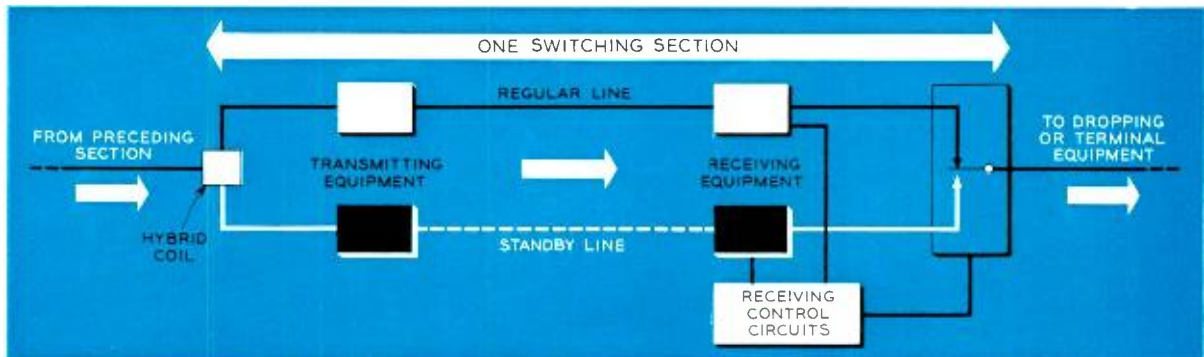 ONE SWITCHING SECTION
REGULAR LINE
FROM PRECEDING
SECTION
TO DROPPING
OR TERMINAL
EQUIPMENT
TRANSMITTING
EQUIPMENT
RECEIVING
EQUIPMENT
HYBRID
COIL
STANDBY LINE
RECEIVING
CONTROL
CIRCUITS